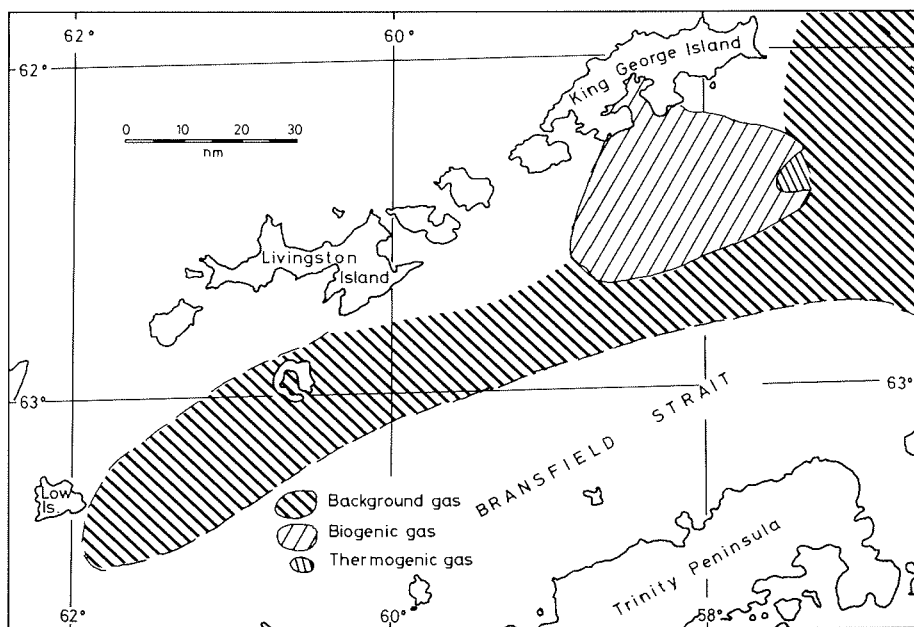 62°
60°
62°
King George Island
0 10 20 30
nm
Livingston
Island
63°
63°
BRANSFIELD STRAIT
Low
Is.
Background gas
Biogenic gas
Thermogenic gas
Trinity Peninsula
62°
60°
58°